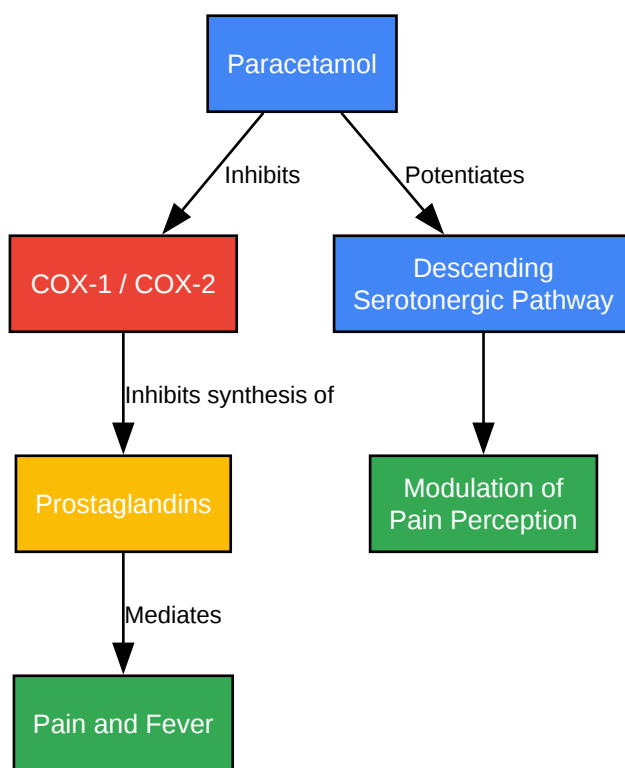 Paracetamol
Inhibits
Potentiates
COX-1 / COX-2
Descending
Serotonergic Pathway
Inhibits synthesis of
Prostaglandins
Modulation of
Pain Perception
Mediates
Pain and Fever